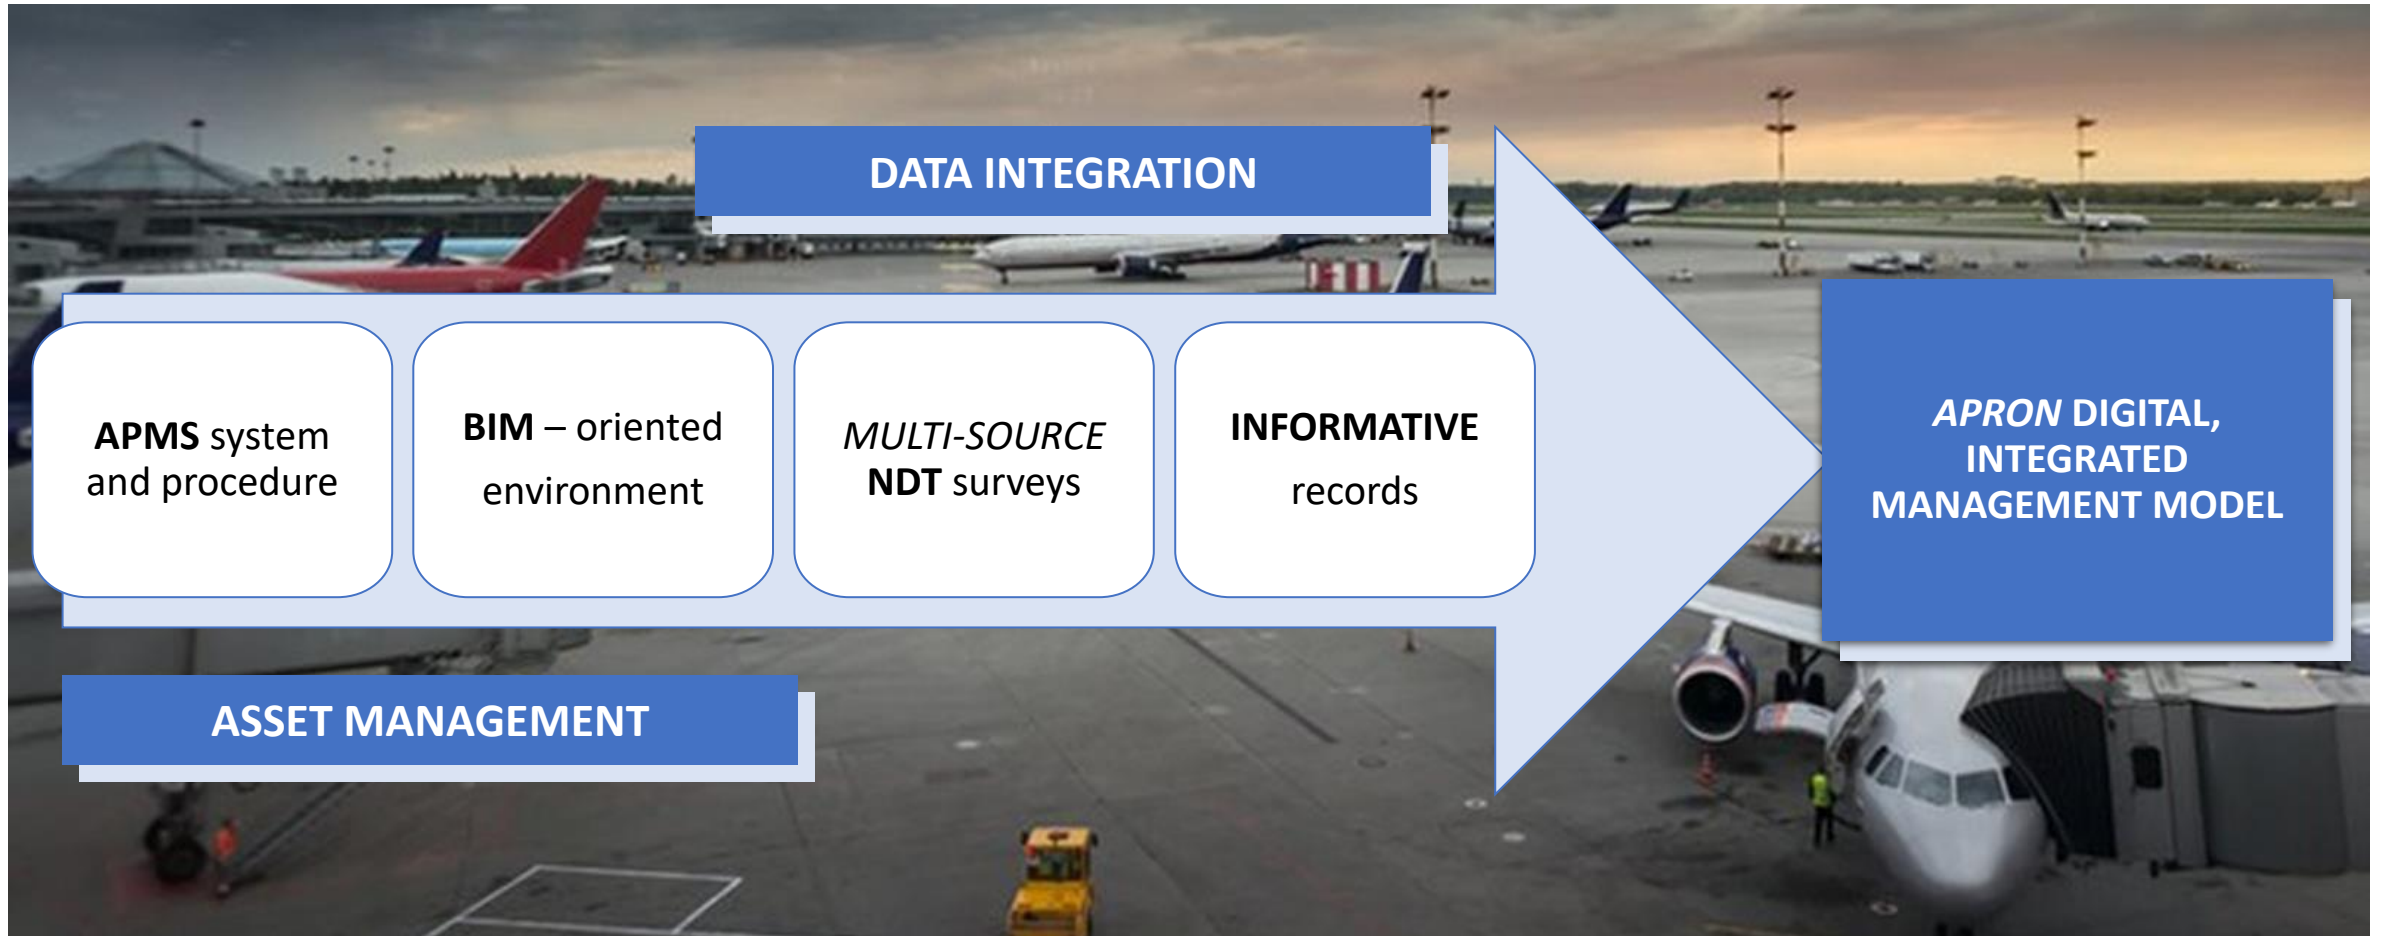 DATA INTEGRATION
APMS system
and procedure
BIM – oriented
environment
MULTI-SOURCE
NDT surveys
INFORMATIVE
records
APRON DIGITAL,
INTEGRATED
MANAGEMENT MODEL
ASSET MANAGEMENT